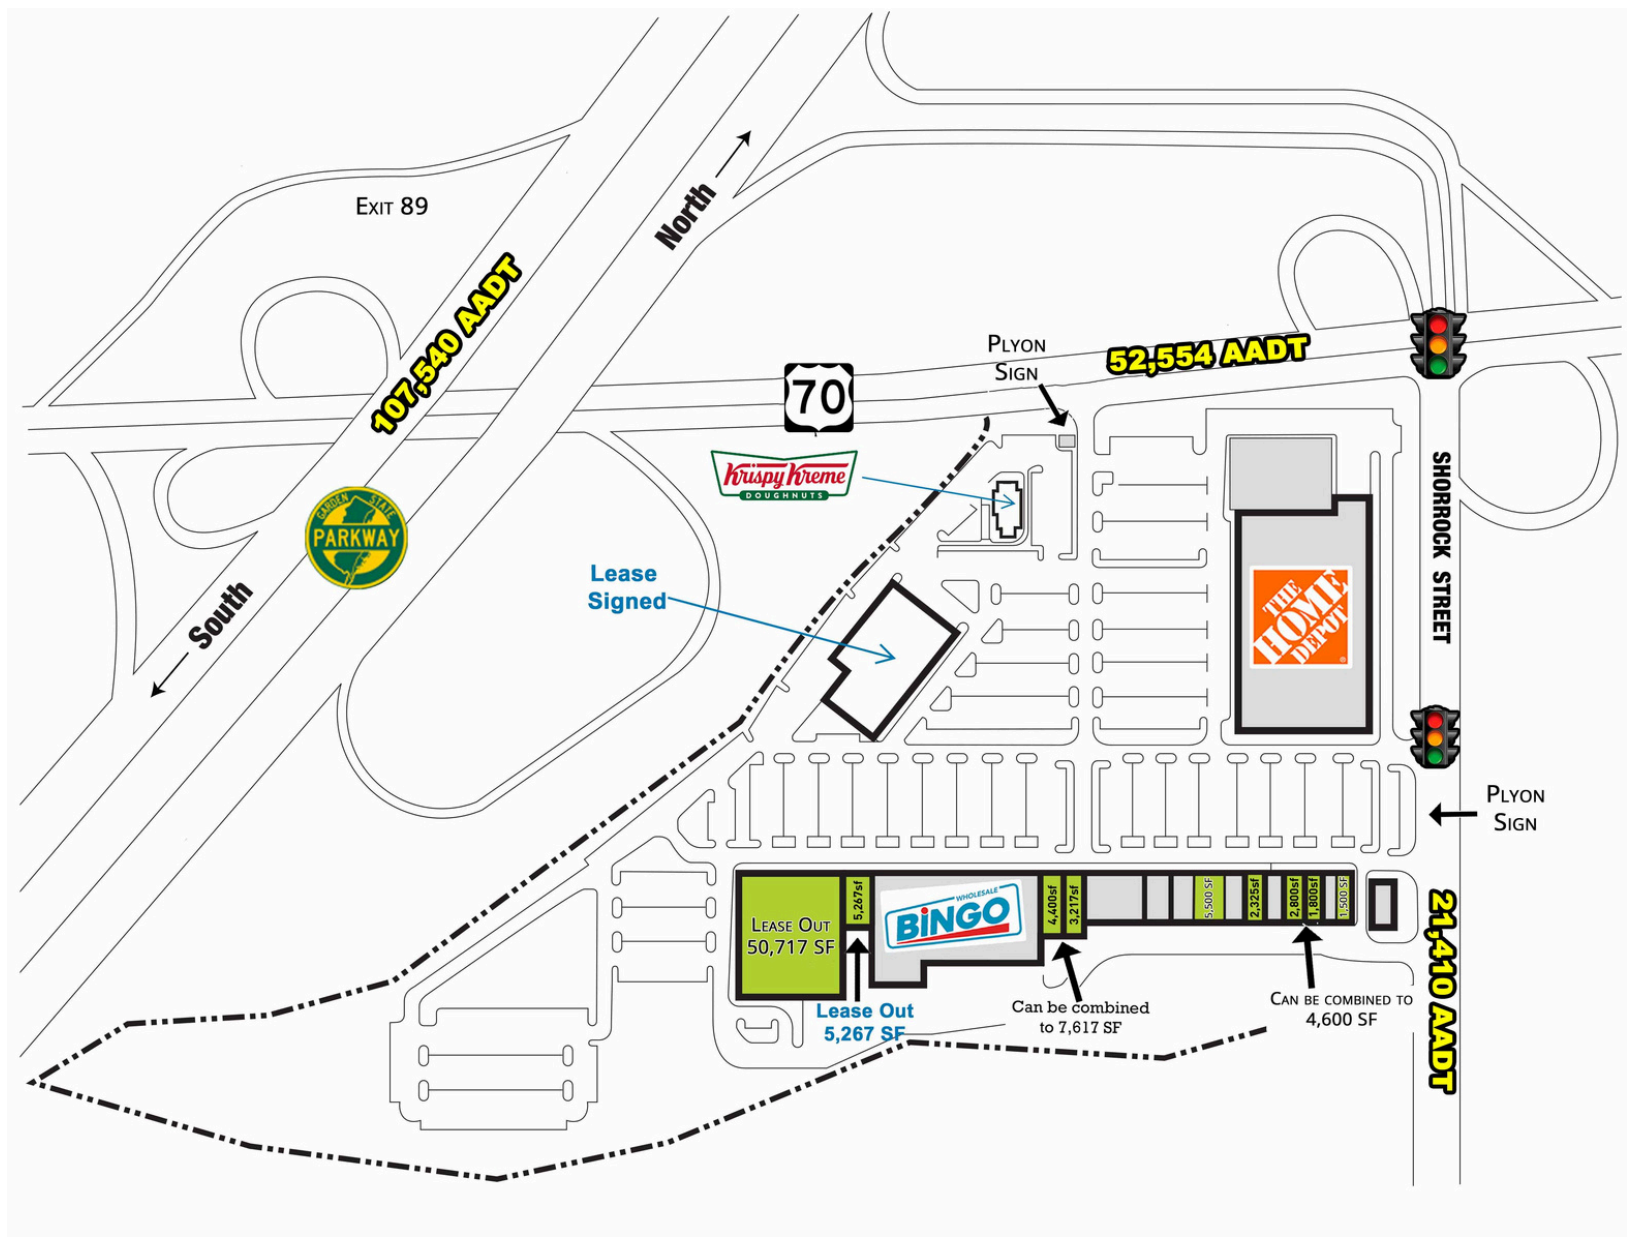 EXIT 89
North
107,540 AADT
PLYON
SIGN
52,554 AADT
70
Krispy Kreme
DOUGHNUTS
SHORROCK STREET
GARDEN STATE
PARKWAY
Lease
Signed
South
THE
HOME
DEPOT
®
PLYON
SIGN
LEASE OUT
50,717 SF
5,267sf
WHOLESALE
BiNGO
4,400sf
3,217sf
5,500 SF
2,325sf
2,800sf
1,800sf
1,500 SF
21,410 AADT
Lease Out
5,267 SF
Can be combined
to 7,617 SF
CAN BE COMBINED TO
4,600 SF